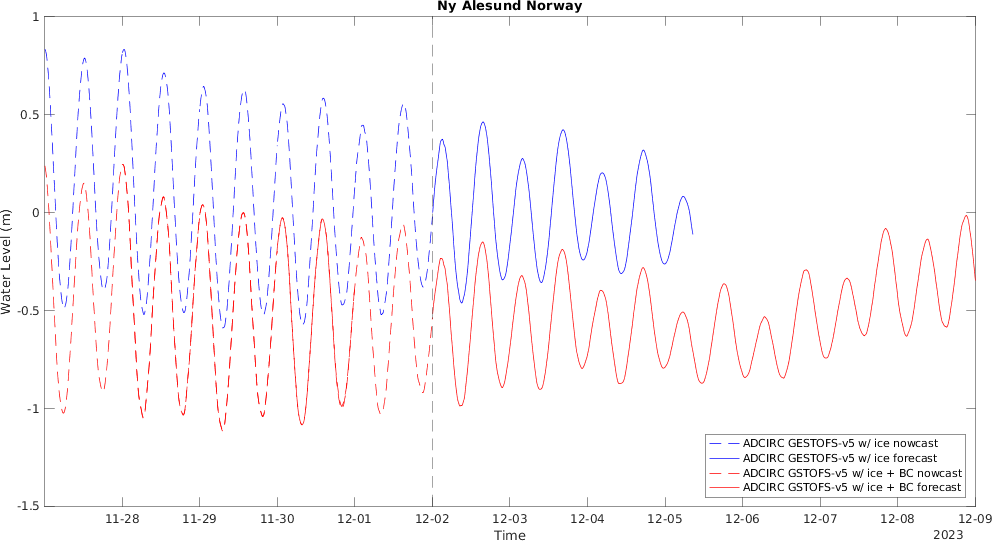 Ny Alesund Norway
1
0.5
0
-0.5
-1
-1.5
Water Level (m)
ADCIRC GESTOFS-v5 w/ ice nowcast
ADCIRC GESTOFS-v5 w/ ice forecast
ADCIRC GSTOFS-v5 w/ ice + BC nowcast
ADCIRC GSTOFS-v5 w/ ice + BC forecast
11-28 11-29 11-30 12-01 12-02 12-03 12-04 12-05 12-06 12-07 12-08 12-09
Time
2023